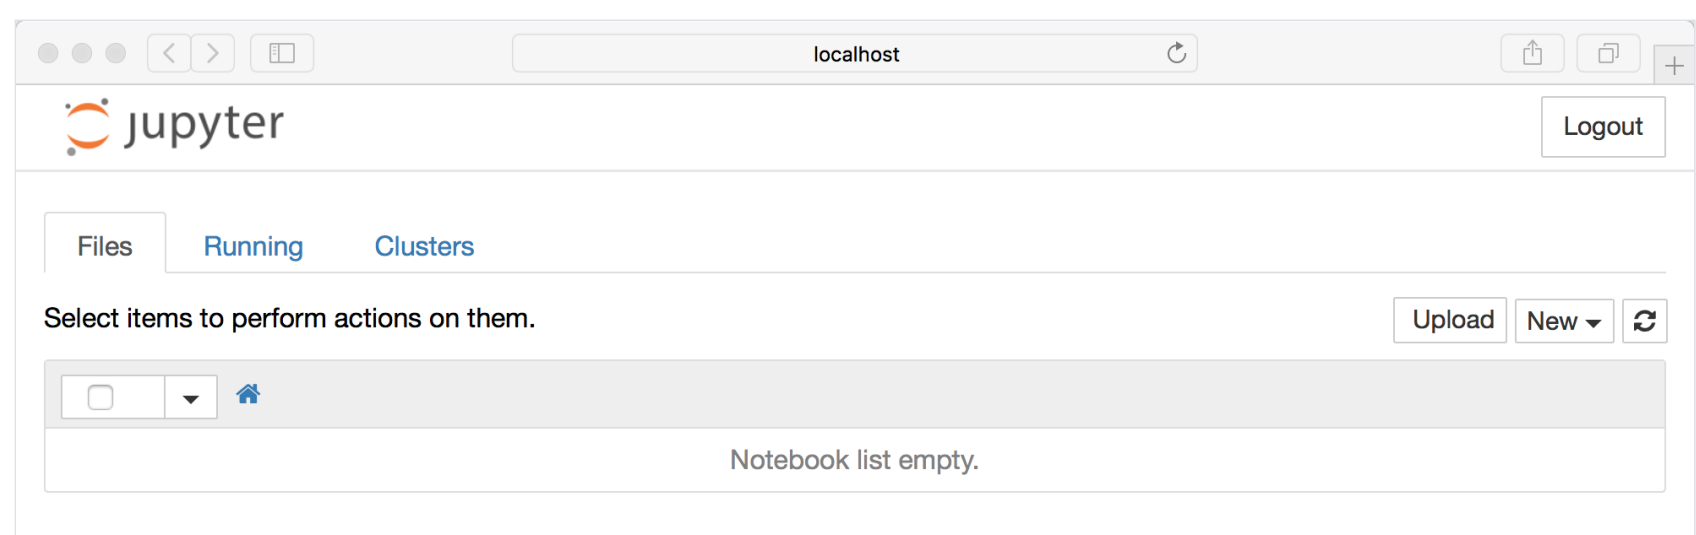 localhost
jupyter
Logout
Files Running Clusters
Select items to perform actions on them.
Upload New
Notebook list empty.